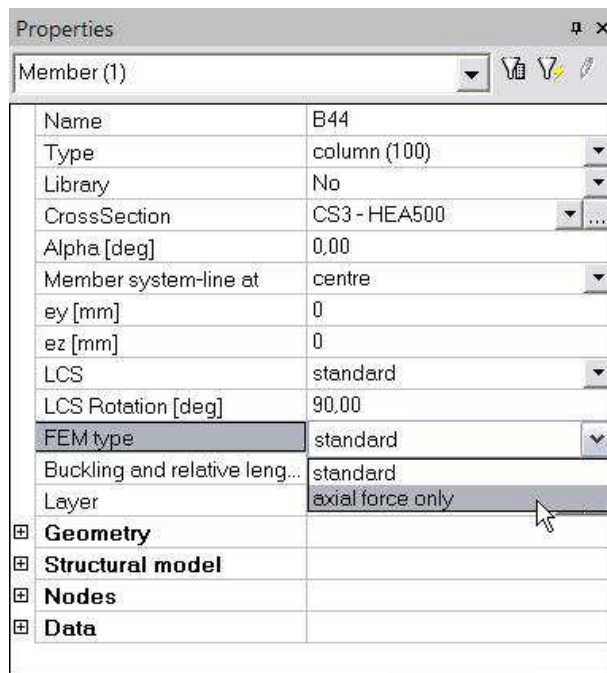 Properties
Member (1)
Name B44
Type column (100)
Library No
CrossSection CS3 - HEA500 ...
Alpha [deg] 0,00
Member system-line at centre
ey [mm] 0
ez [mm] 0
LCS standard
LCS Rotation [deg] 90,00
FEM type standard
Buckling and relative leng... standard
Layer axial force only
Geometry
Structural model
Nodes
Data